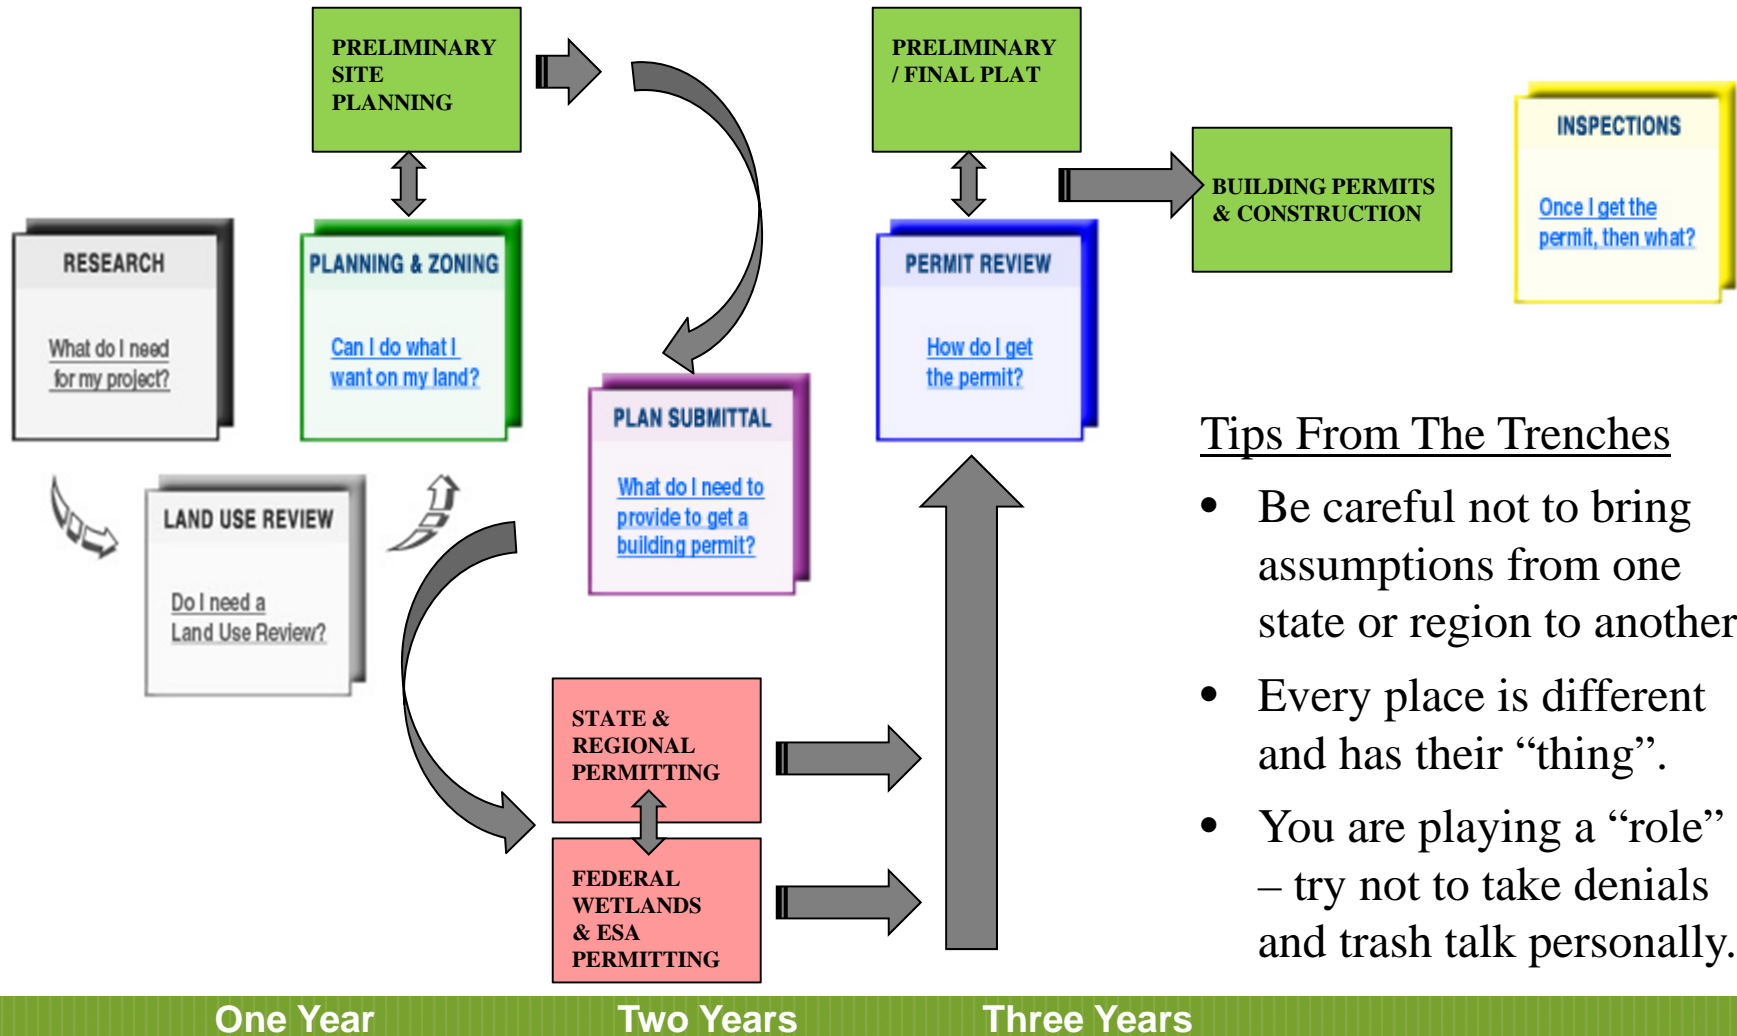 PRELIMINARY
SITE
PLANNING
PRELIMINARY
/ FINAL PLAT
INSPECTIONS
Once I get the
permit, then what?
BUILDING PERMITS
& CONSTRUCTION
RESEARCH
What do I need
for my project?
PLANNING & ZONING
Can I do what I
want on my land?
PERMIT REVIEW
How do I get
the permit?
PLAN SUBMITTAL
What do I need to
provide to get a
building permit?
LAND USE REVIEW
Do I need a
Land Use Review?
STATE &
REGIONAL
PERMITTING
FEDERAL
WETLANDS
& ESA
PERMITTING
Tips From The Trenches
• Be careful not to bring
assumptions from one
state or region to another
• Every place is different
and has their “thing”.
• You are playing a “role”
– try not to take denials
and trash talk personally.
One Year
Two Years
Three Years